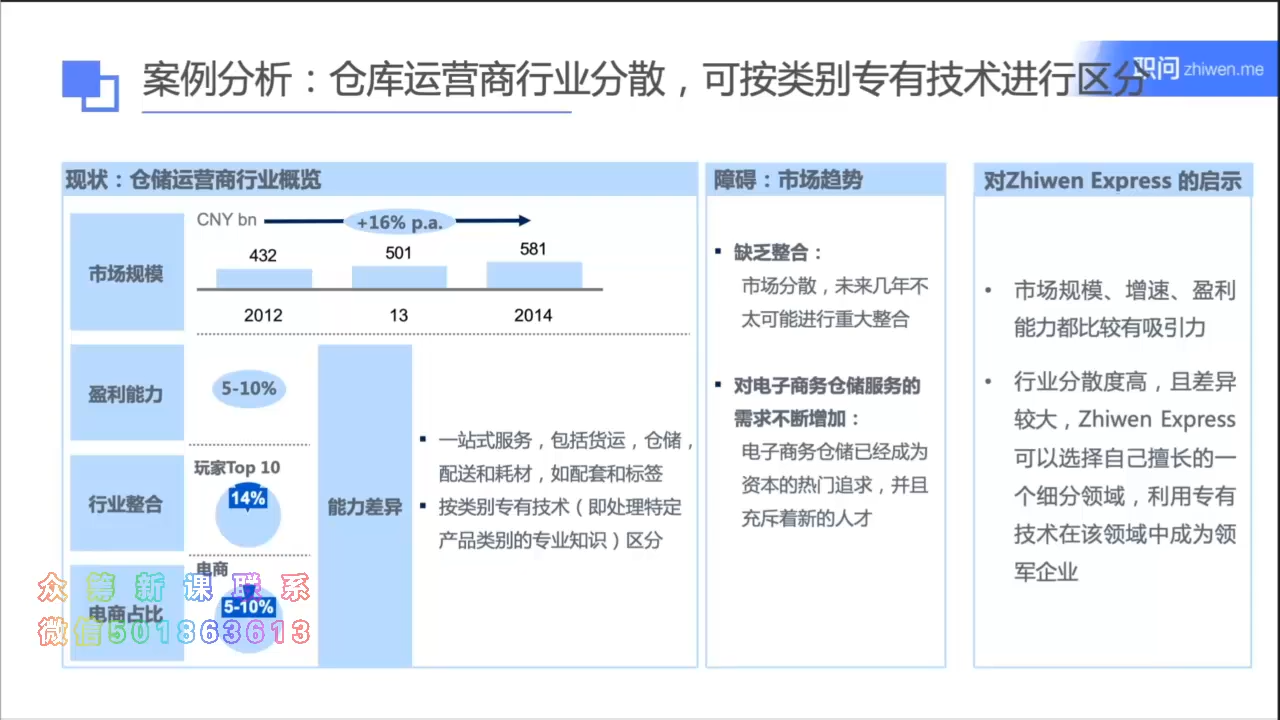 案例分析：仓库运营商行业分散，可按类别专有技术进行区分
职问 zhiwen.me
现状：仓储运营商行业概览
市场规模
CNY bn
+16% p.a.
432
501
581
2012
13
2014
盈利能力
5-10%
行业整合
玩家Top 10
14%
电商占比
电商
5-10%
能力差异
▪ 一站式服务，包括货运，仓储，
配送和耗材，如配套和标签
▪ 按类别专有技术（即处理特定
产品类别的专业知识）区分
障碍：市场趋势
▪ 缺乏整合：
市场分散，未来几年不
太可能进行重大整合
▪ 对电子商务仓储服务的
需求不断增加：
电子商务仓储已经成为
资本的热门追求，并且
充斥着新的人才
对Zhiwen Express 的启示
• 市场规模、增速、盈利
能力都比较有吸引力
• 行业分散度高，且差异
较大，Zhiwen Express
可以选择自己擅长的一
个细分领域，利用专有
技术在该领域中成为领
军企业
众筹新课联系
微信501863613